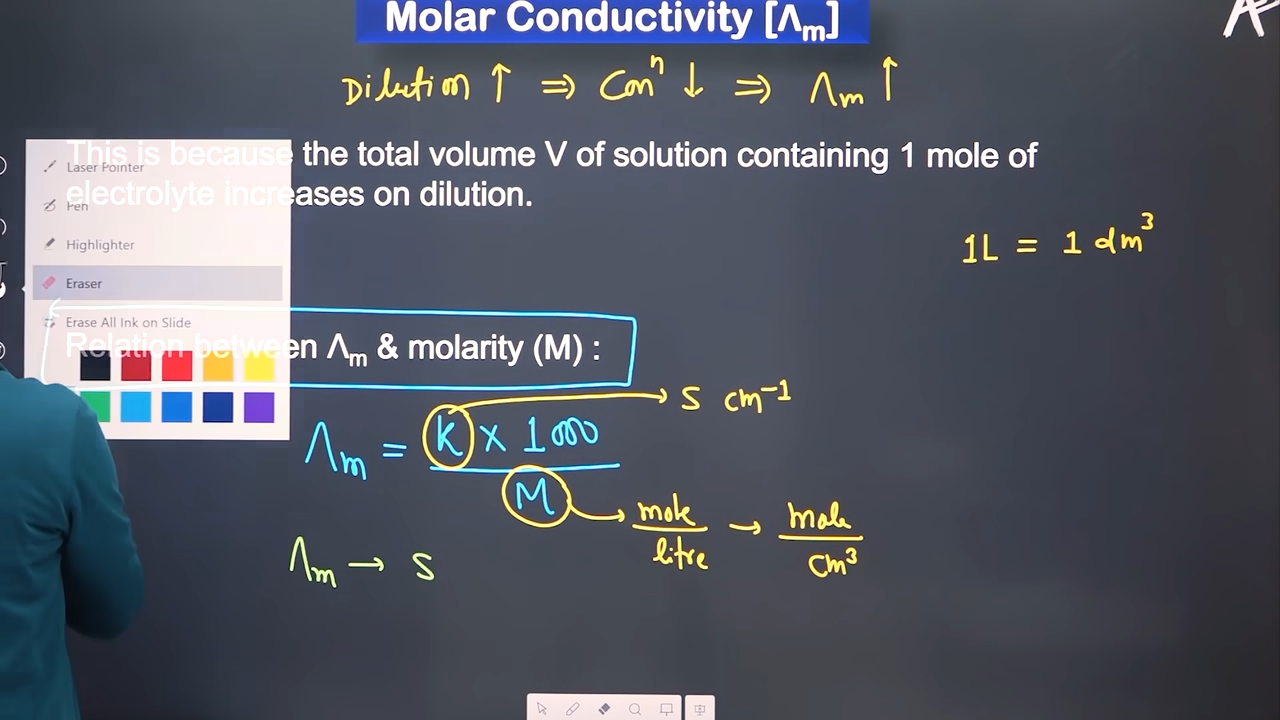 Molar Conductivity [Λm]
Dilution ↑ ⇒ Conⁿ ↓ ⇒ Λm ↑
This is because the total volume V of solution containing 1 mole of
electrolyte increases on dilution.
Laser Pointer
Pen
Highlighter
Eraser
Erase All Ink on Slide
1L = 1 dm³
Relation between Λm & molarity (M) :
Λm = K × 1000 / M
S cm⁻¹
mole / litre → mole / cm³
Λm → S